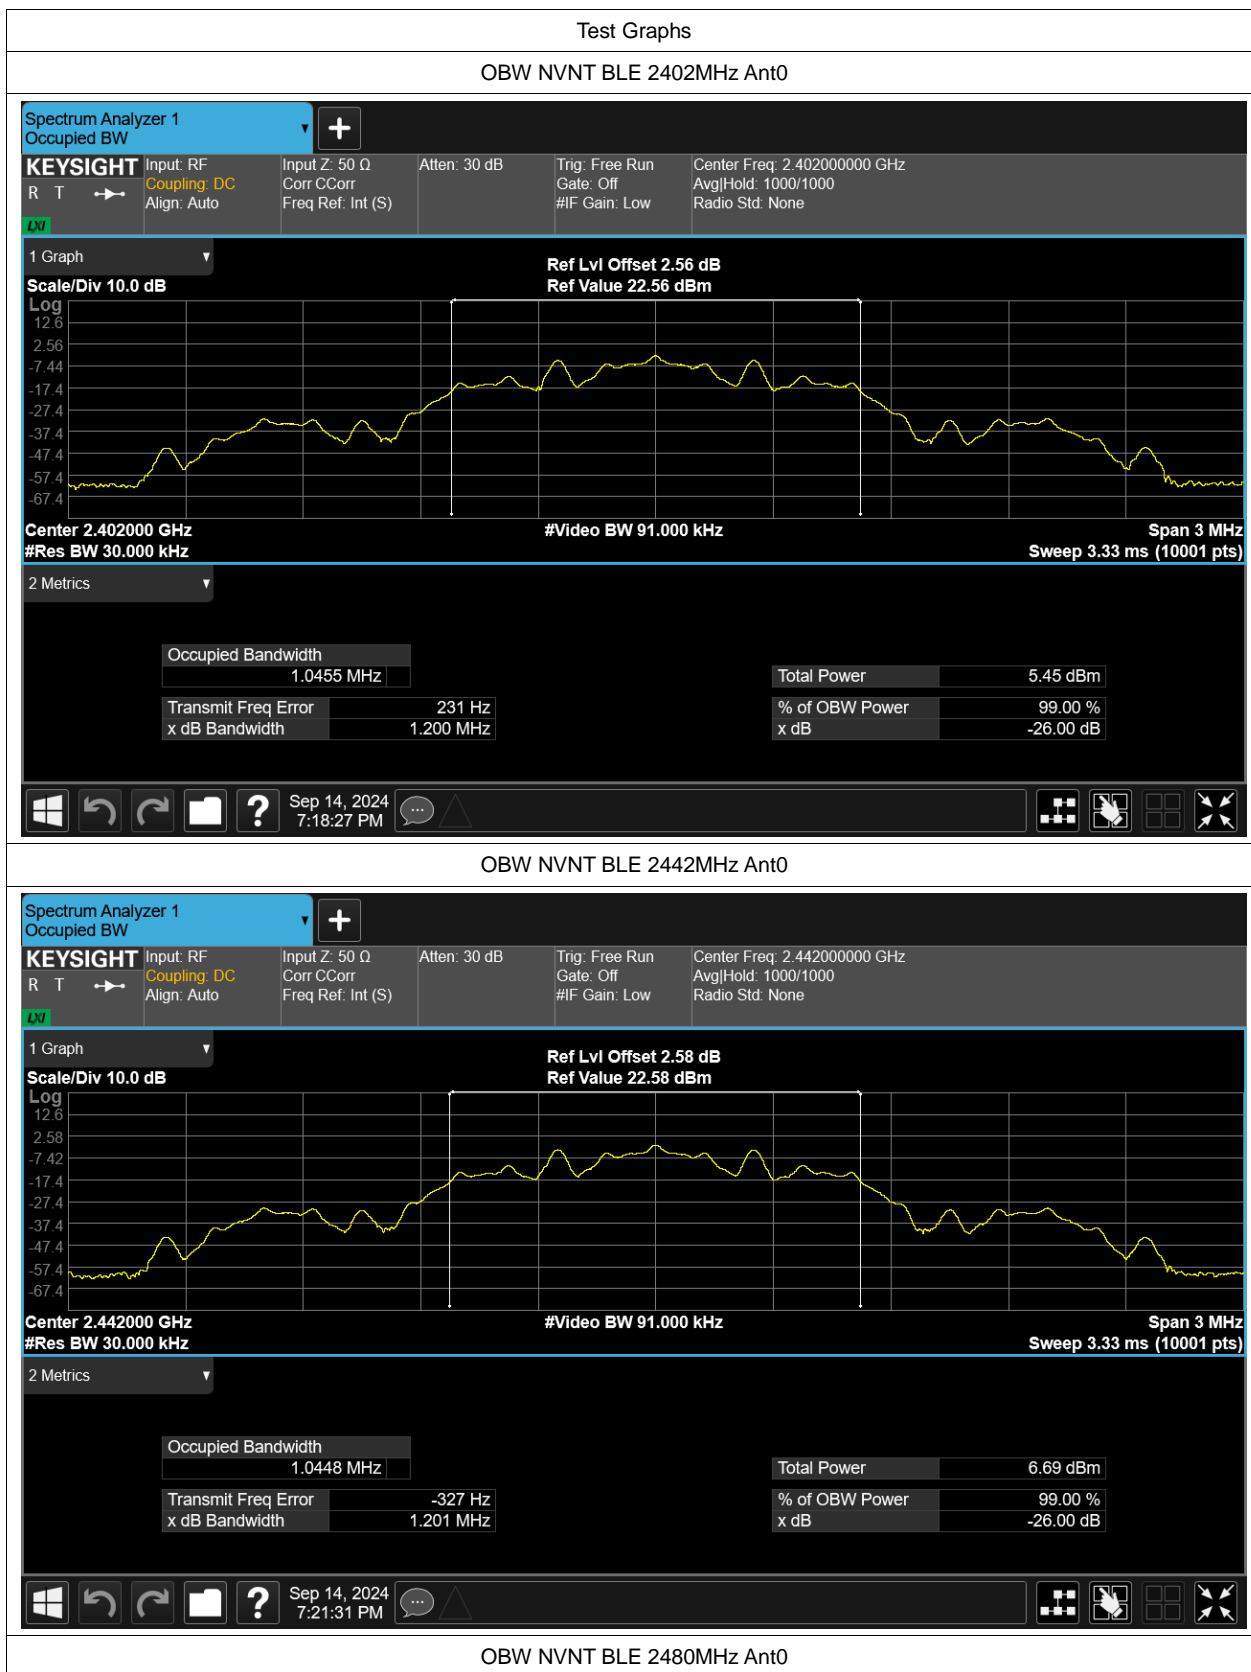 Test Graphs
OBW NVNT BLE 2402MHz Ant0
Spectrum Analyzer 1
Occupied BW
KEYSIGHT Input: RF Input Z: 50 Ω Atten: 30 dB Trig: Free Run Center Freq: 2.402000000 GHz
R T Coupling: DC Corr CCorr Gate: Off Avg|Hold: 1000/1000
Align: Auto Freq Ref: Int (S) #IF Gain: Low Radio Std: None
LXI
1 Graph
Ref Lvl Offset 2.56 dB
Scale/Div 10.0 dB Ref Value 22.56 dBm
Log
12.6
2.56
-7.44
-17.4
-27.4
-37.4
-47.4
-57.4
-67.4
Center 2.402000 GHz #Video BW 91.000 kHz Span 3 MHz
#Res BW 30.000 kHz Sweep 3.33 ms (10001 pts)
2 Metrics
Occupied Bandwidth
1.0455 MHz Total Power 5.45 dBm
Transmit Freq Error 231 Hz % of OBW Power 99.00 %
x dB Bandwidth 1.200 MHz x dB -26.00 dB
Sep 14, 2024
7:18:27 PM
OBW NVNT BLE 2442MHz Ant0
Spectrum Analyzer 1
Occupied BW
KEYSIGHT Input: RF Input Z: 50 Ω Atten: 30 dB Trig: Free Run Center Freq: 2.442000000 GHz
R T Coupling: DC Corr CCorr Gate: Off Avg|Hold: 1000/1000
Align: Auto Freq Ref: Int (S) #IF Gain: Low Radio Std: None
LXI
1 Graph
Ref Lvl Offset 2.58 dB
Scale/Div 10.0 dB Ref Value 22.58 dBm
Log
12.6
2.58
-7.42
-17.4
-27.4
-37.4
-47.4
-57.4
-67.4
Center 2.442000 GHz #Video BW 91.000 kHz Span 3 MHz
#Res BW 30.000 kHz Sweep 3.33 ms (10001 pts)
2 Metrics
Occupied Bandwidth
1.0448 MHz Total Power 6.69 dBm
Transmit Freq Error -327 Hz % of OBW Power 99.00 %
x dB Bandwidth 1.201 MHz x dB -26.00 dB
Sep 14, 2024
7:21:31 PM
OBW NVNT BLE 2480MHz Ant0